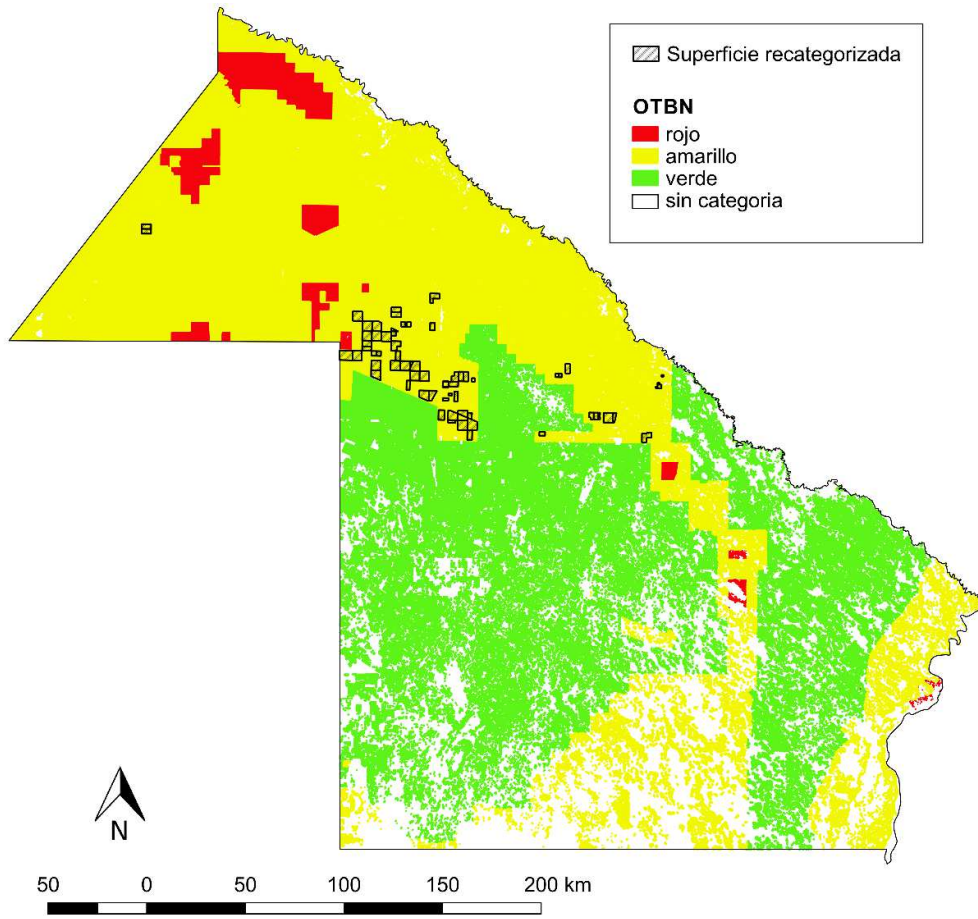 Superficie recategorizada
OTBN
rojo
amarillo
verde
sin categoria
N
50 0 50 100 150 200 km